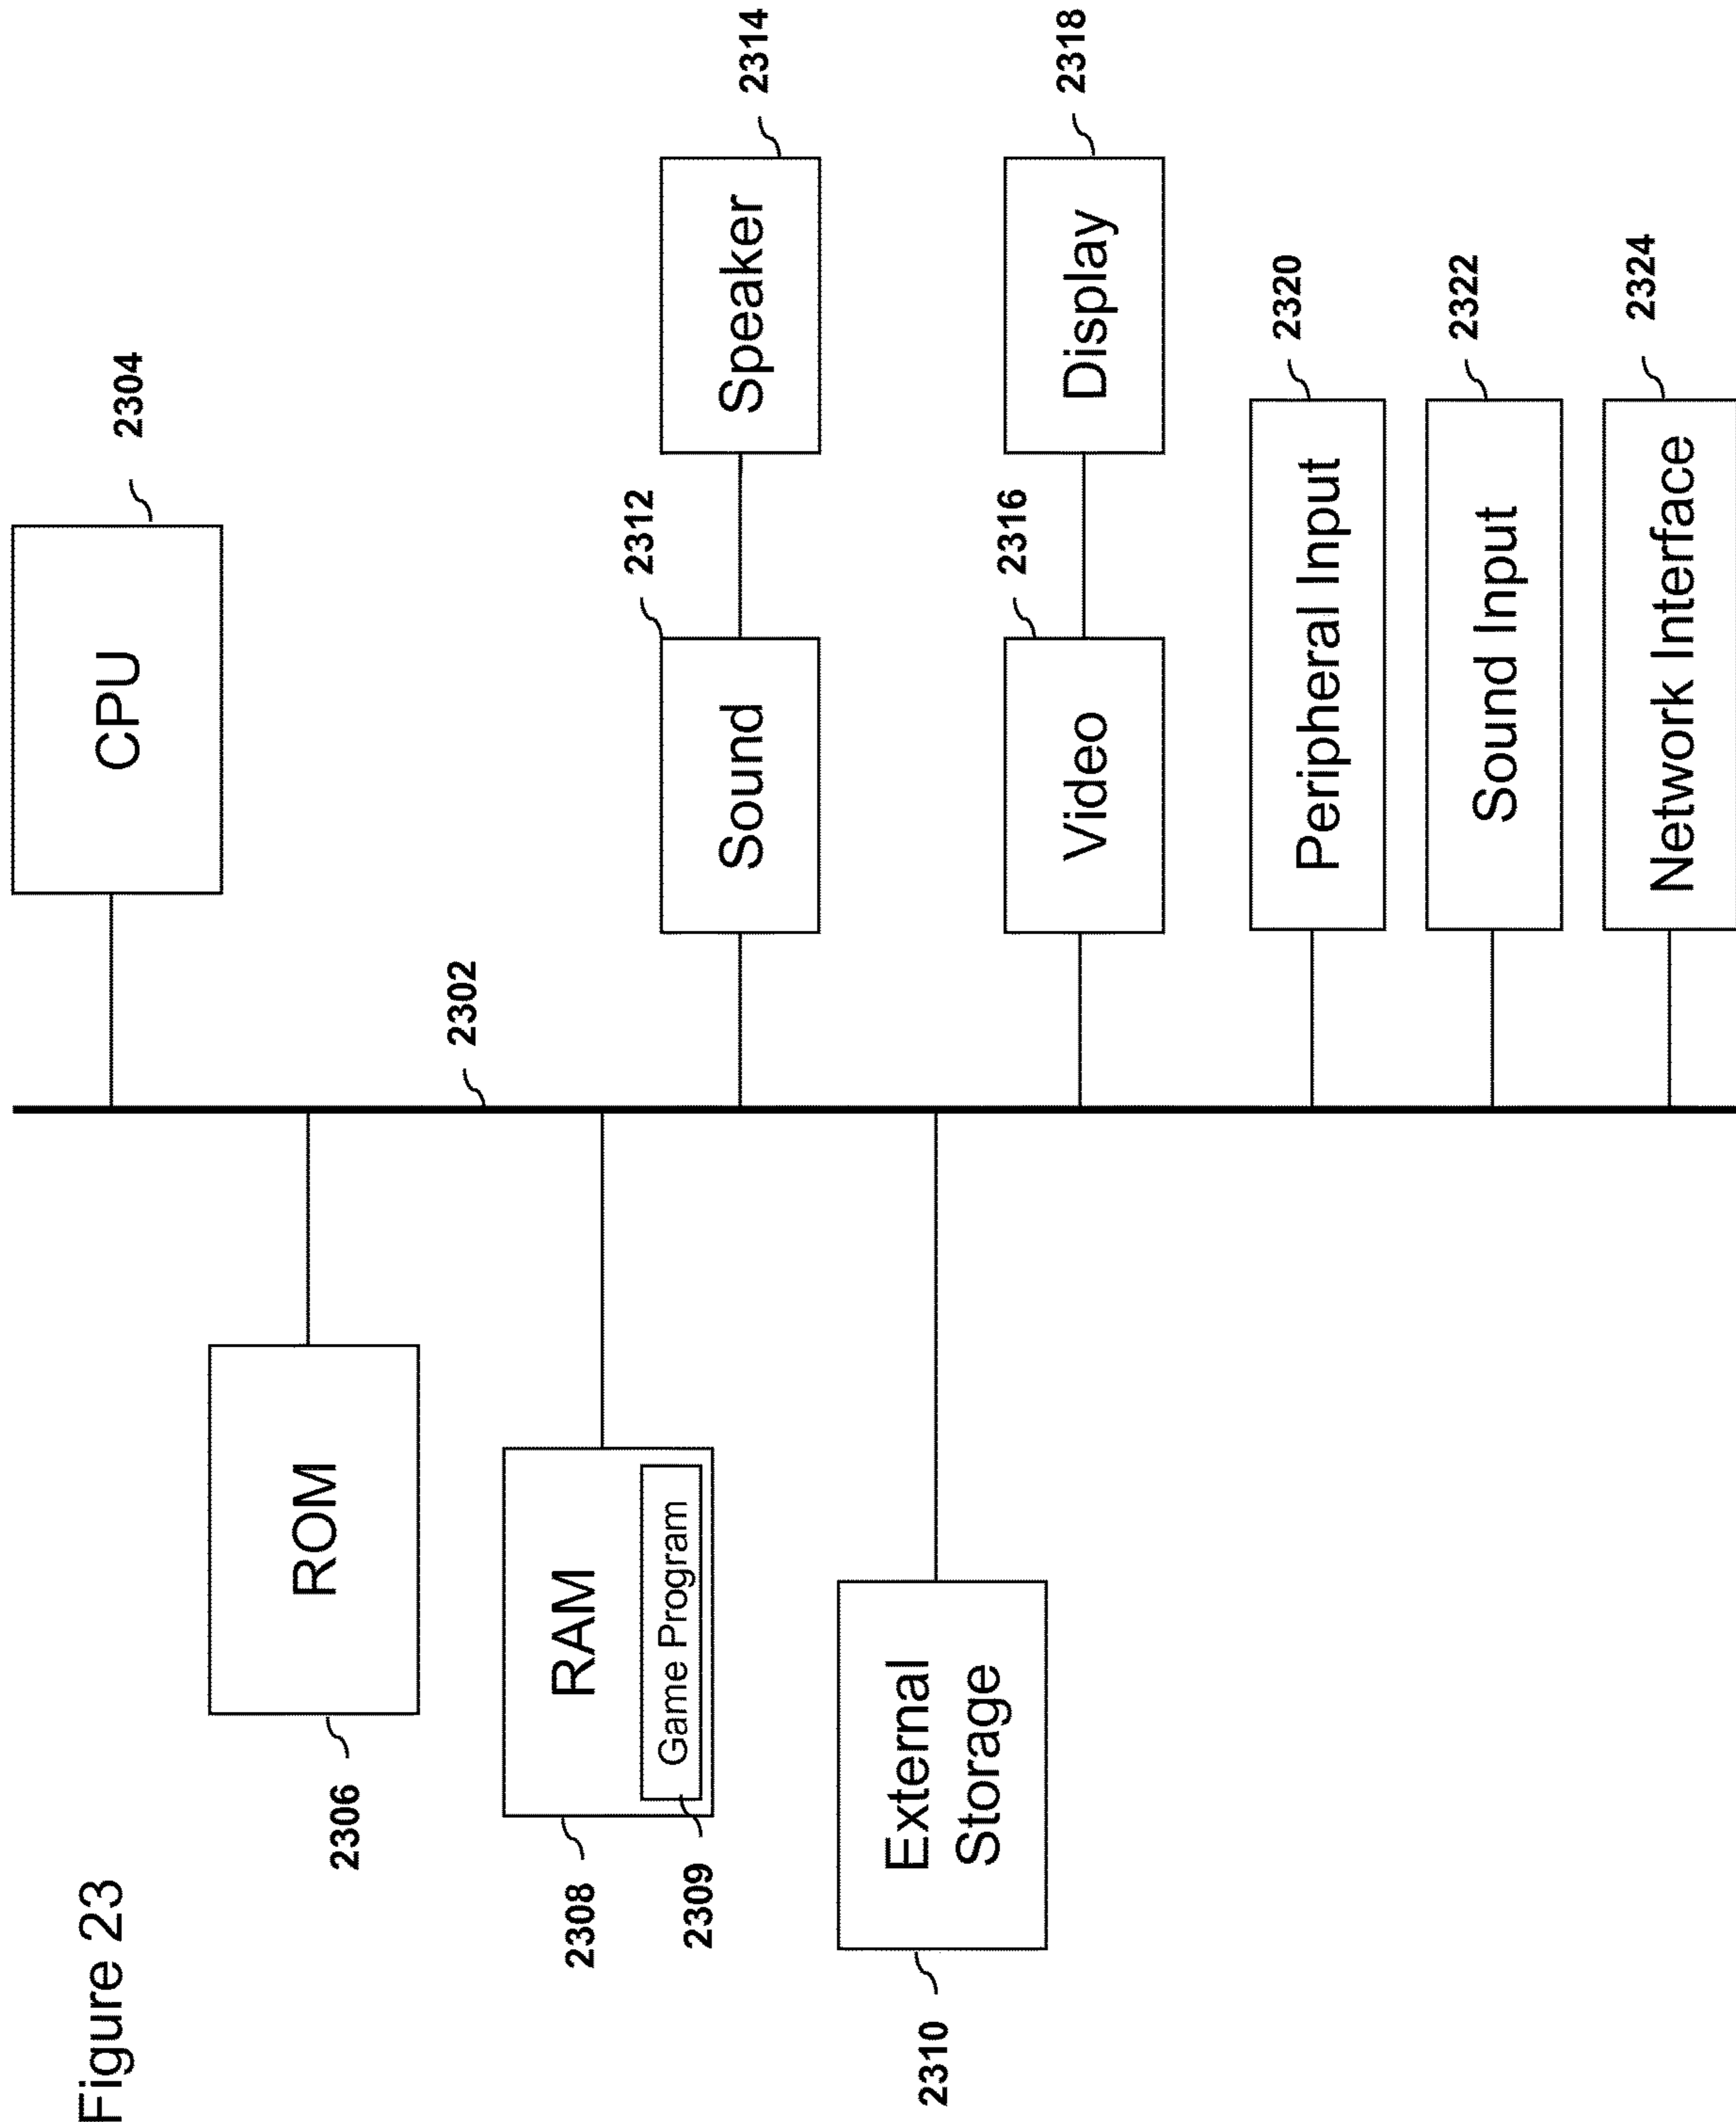 Figure 23
CPU
2304
ROM
2306
2302
RAM
2308
Game Program
2309
Sound
2312
Speaker
2314
External
Storage
2310
Video
2316
Display
2318
Peripheral Input
2320
Sound Input
2322
Network Interface
2324